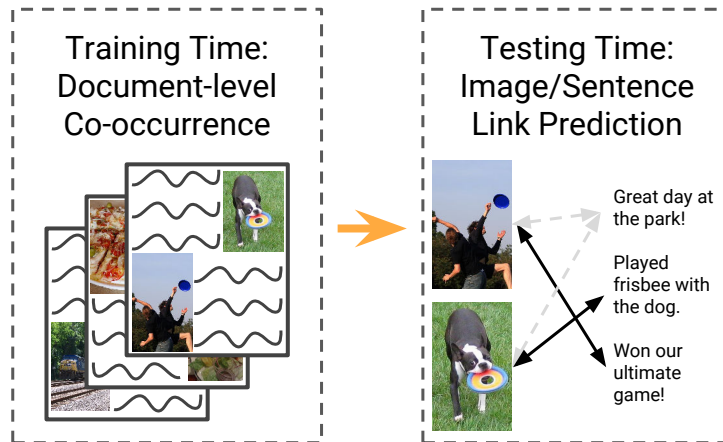 Training Time:
Document-level
Co-occurrence
Testing Time:
Image/Sentence
Link Prediction
Great day at
the park!
Played
frisbee with
the dog.
Won our
ultimate
game!